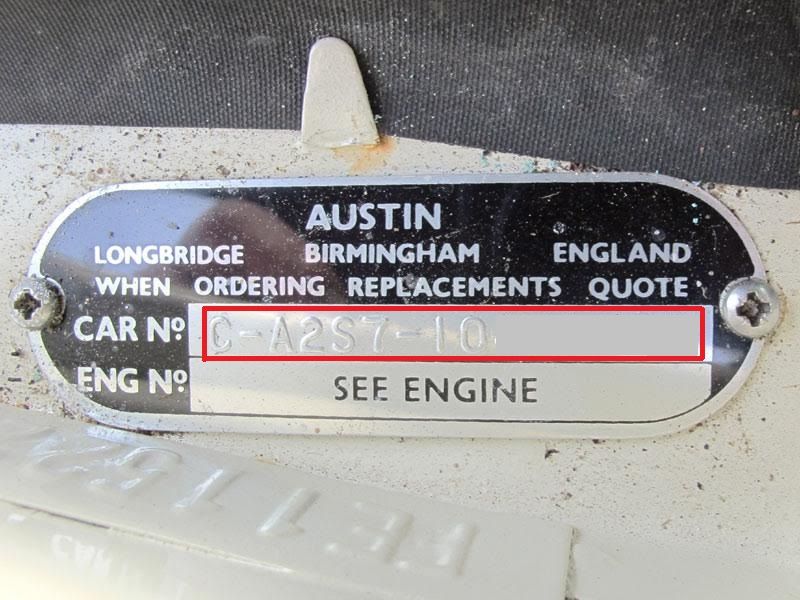 AUSTIN
LONGBRIDGE BIRMINGHAM ENGLAND
WHEN ORDERING REPLACEMENTS QUOTE
CAR Nº C-A2S7-10
ENG Nº SEE ENGINE